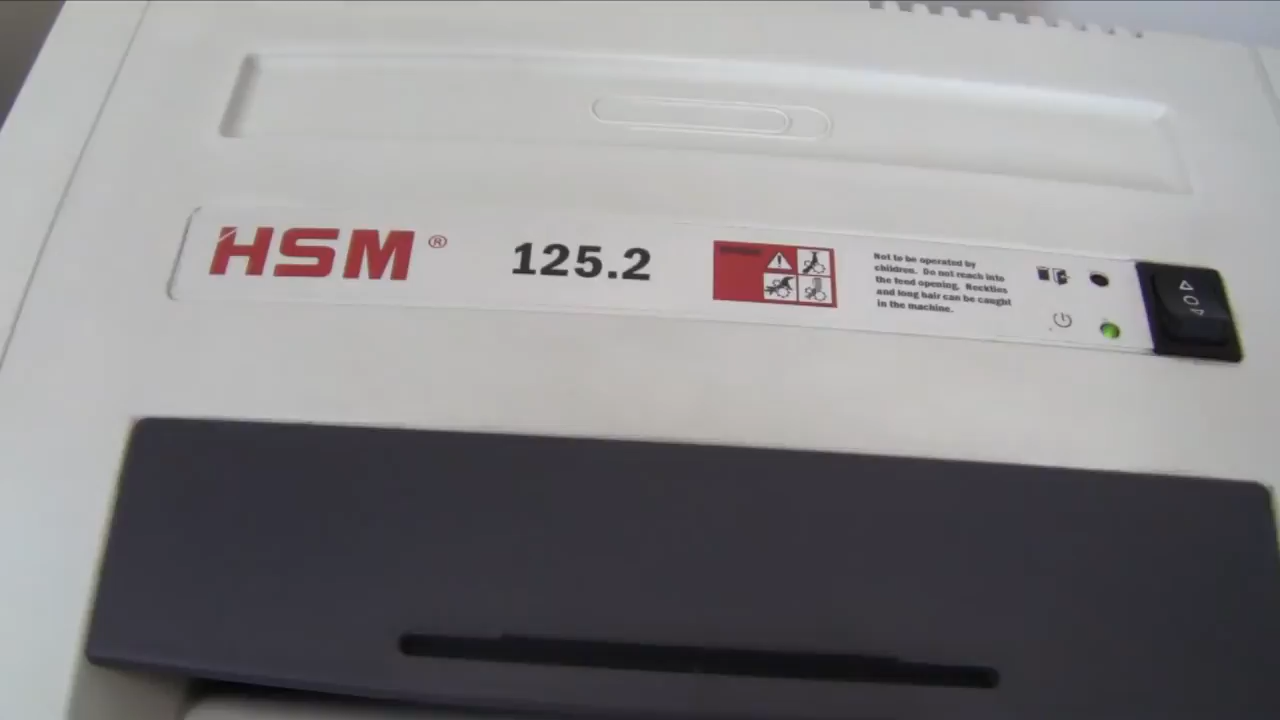 HSM ®
125.2
Not to be operated by
children. Do not reach into
the feed opening. Neckties
and long hair can be caught
in the machine.